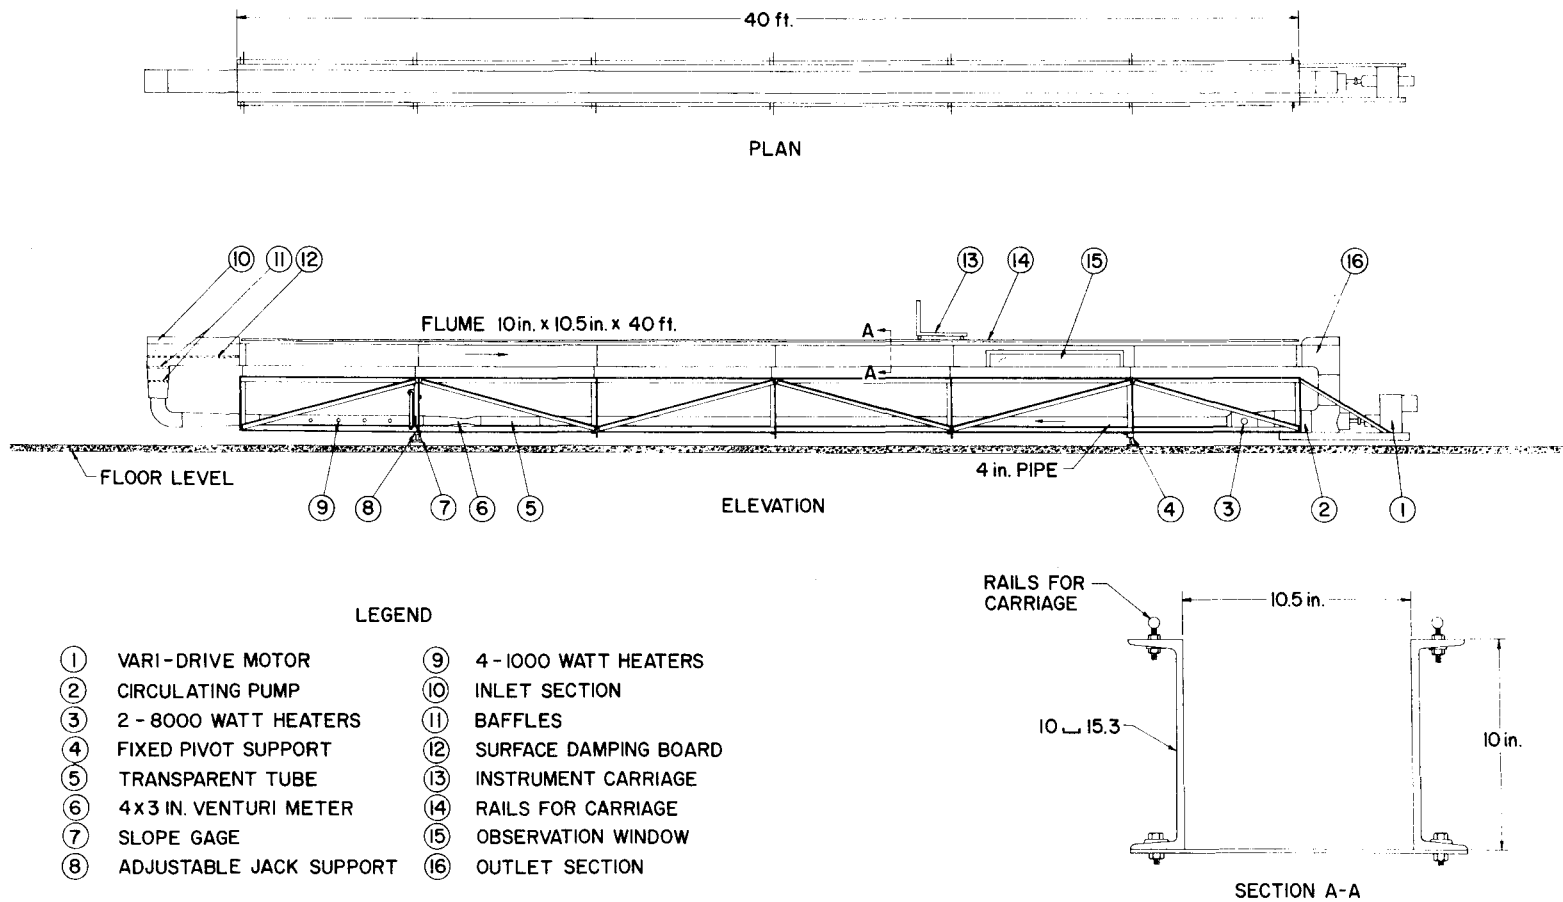 40 ft.
PLAN
10 11 12 13 14 15 16
FLUME 10 in. x 10.5 in. x 40 ft.
A
A
FLOOR LEVEL
4 in. PIPE
9 8 7 6 5 4 3 2 1
ELEVATION
RAILS FOR
CARRIAGE
10.5 in.
10 ⌴ 15.3
10 in.
SECTION A-A
LEGEND
1 VARI-DRIVE MOTOR
2 CIRCULATING PUMP
3 2-8000 WATT HEATERS
4 FIXED PIVOT SUPPORT
5 TRANSPARENT TUBE
6 4x3 IN. VENTURI METER
7 SLOPE GAGE
8 ADJUSTABLE JACK SUPPORT
9 4-1000 WATT HEATERS
10 INLET SECTION
11 BAFFLES
12 SURFACE DAMPING BOARD
13 INSTRUMENT CARRIAGE
14 RAILS FOR CARRIAGE
15 OBSERVATION WINDOW
16 OUTLET SECTION